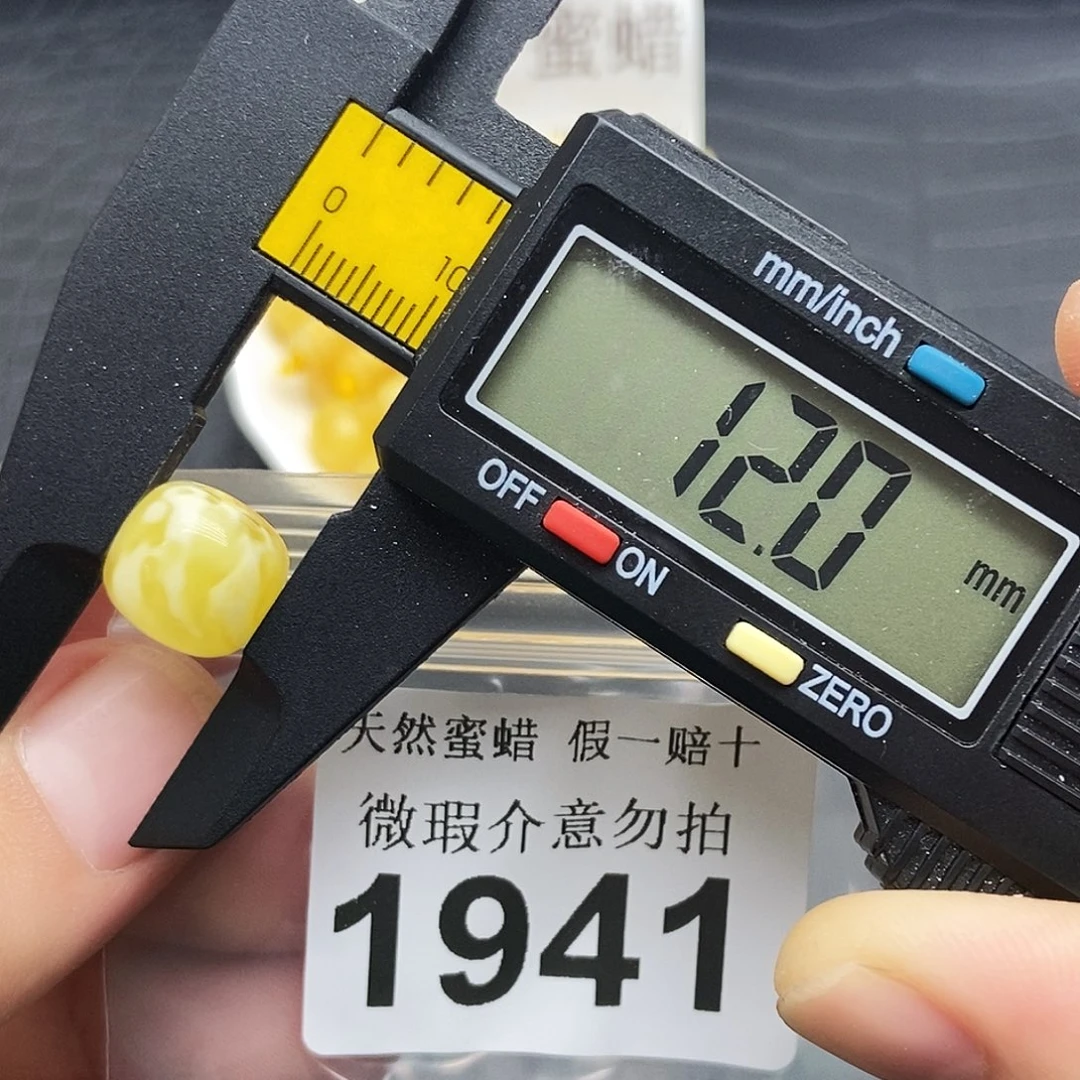 蜜蜡
0
10
mm/inch
12.0 mm
OFF ON
ZERO
天然蜜蜡 假一赔十
微瑕介意勿拍
1941